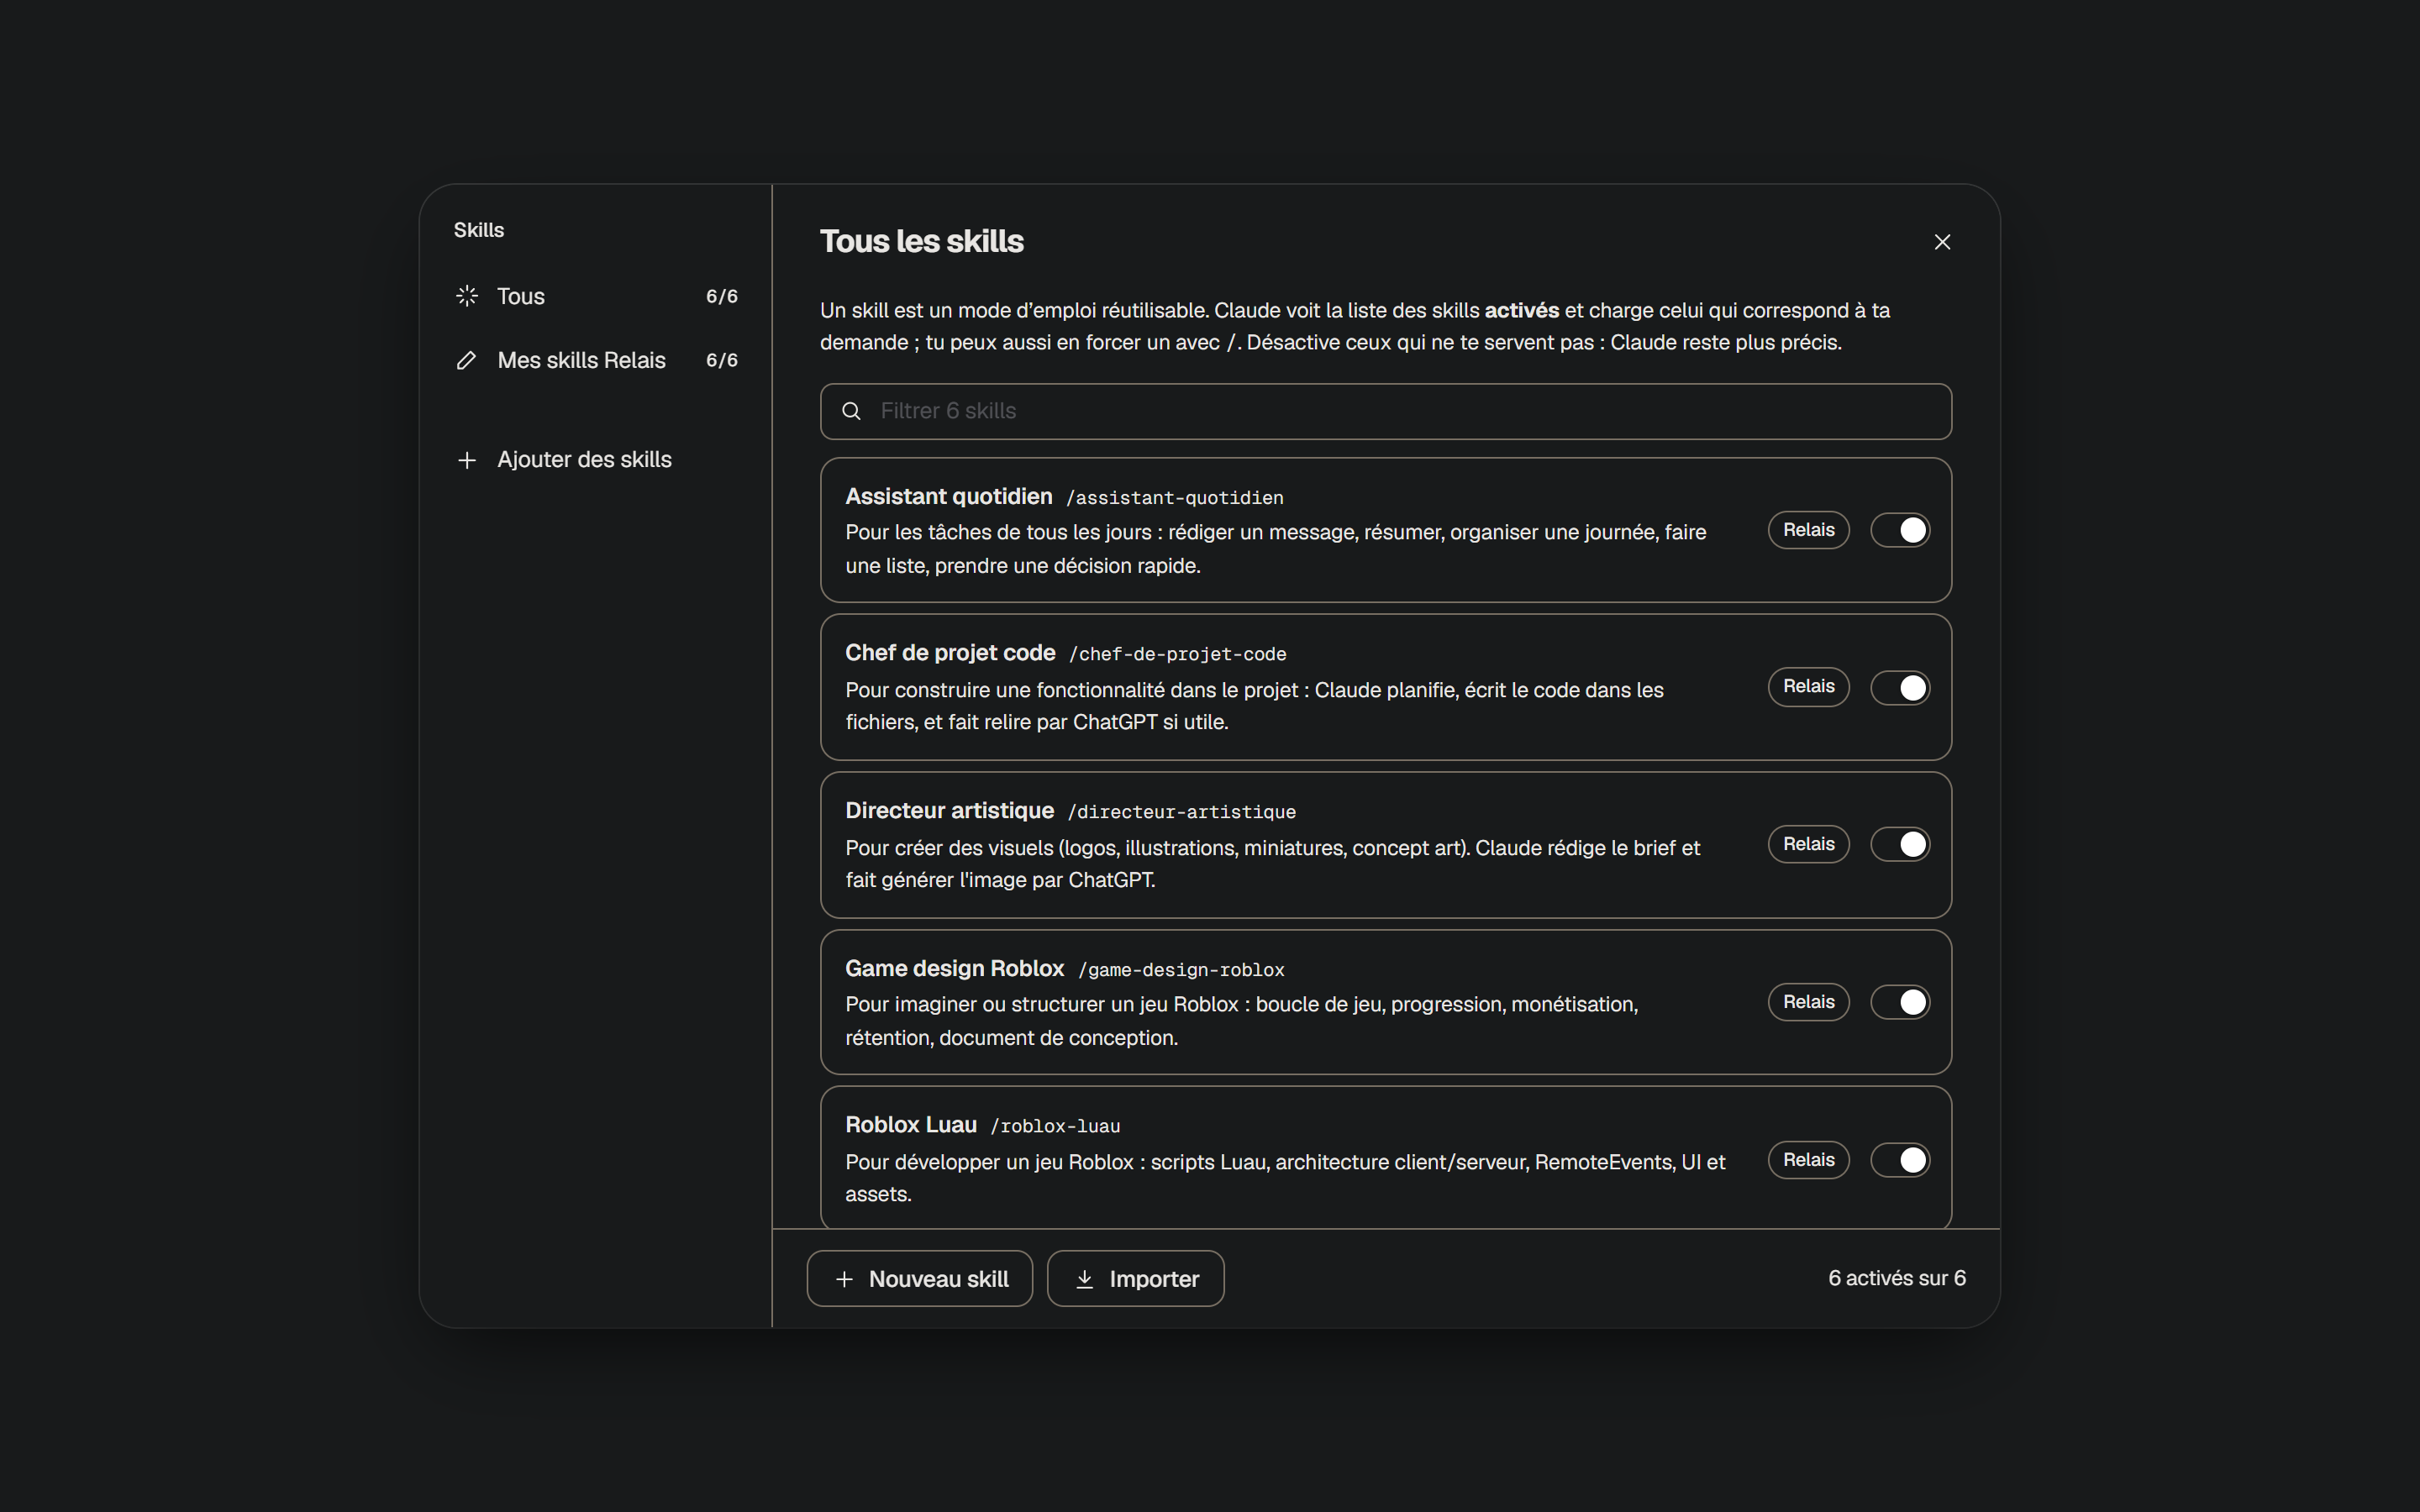 Skills
Tous 6/6
Mes skills Relais 6/6
Ajouter des skills
Tous les skills
Un skill est un mode d’emploi réutilisable. Claude voit la liste des skills activés et charge celui qui correspond à ta
demande ; tu peux aussi en forcer un avec /. Désactive ceux qui ne te servent pas : Claude reste plus précis.
Filtrer 6 skills
Assistant quotidien /assistant-quotidien
Pour les tâches de tous les jours : rédiger un message, résumer, organiser une journée, faire
une liste, prendre une décision rapide.
Relais
Chef de projet code /chef-de-projet-code
Pour construire une fonctionnalité dans le projet : Claude planifie, écrit le code dans les
fichiers, et fait relire par ChatGPT si utile.
Relais
Directeur artistique /directeur-artistique
Pour créer des visuels (logos, illustrations, miniatures, concept art). Claude rédige le brief et
fait générer l'image par ChatGPT.
Relais
Game design Roblox /game-design-roblox
Pour imaginer ou structurer un jeu Roblox : boucle de jeu, progression, monétisation,
rétention, document de conception.
Relais
Roblox Luau /roblox-luau
Pour développer un jeu Roblox : scripts Luau, architecture client/serveur, RemoteEvents, UI et
assets.
Relais
Nouveau skill
Importer
6 activés sur 6